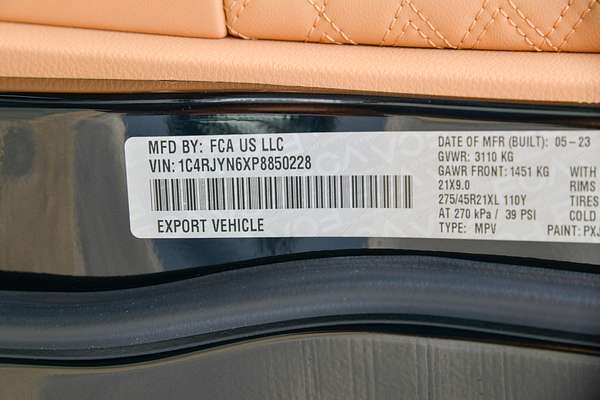 MFD BY: FCA US LLC
VIN: 1C4RJYN6XP8850228
EXPORT VEHICLE
DATE OF MFR (BUILT): 05-23
GVWR: 3110 KG
GAWR FRONT: 1451 KG WITH
21X9.0 RIMS
275/45R21XL 110Y TIRES
AT 270 kPa / 39 PSI COLD
TYPE: MPV PAINT: PXJ